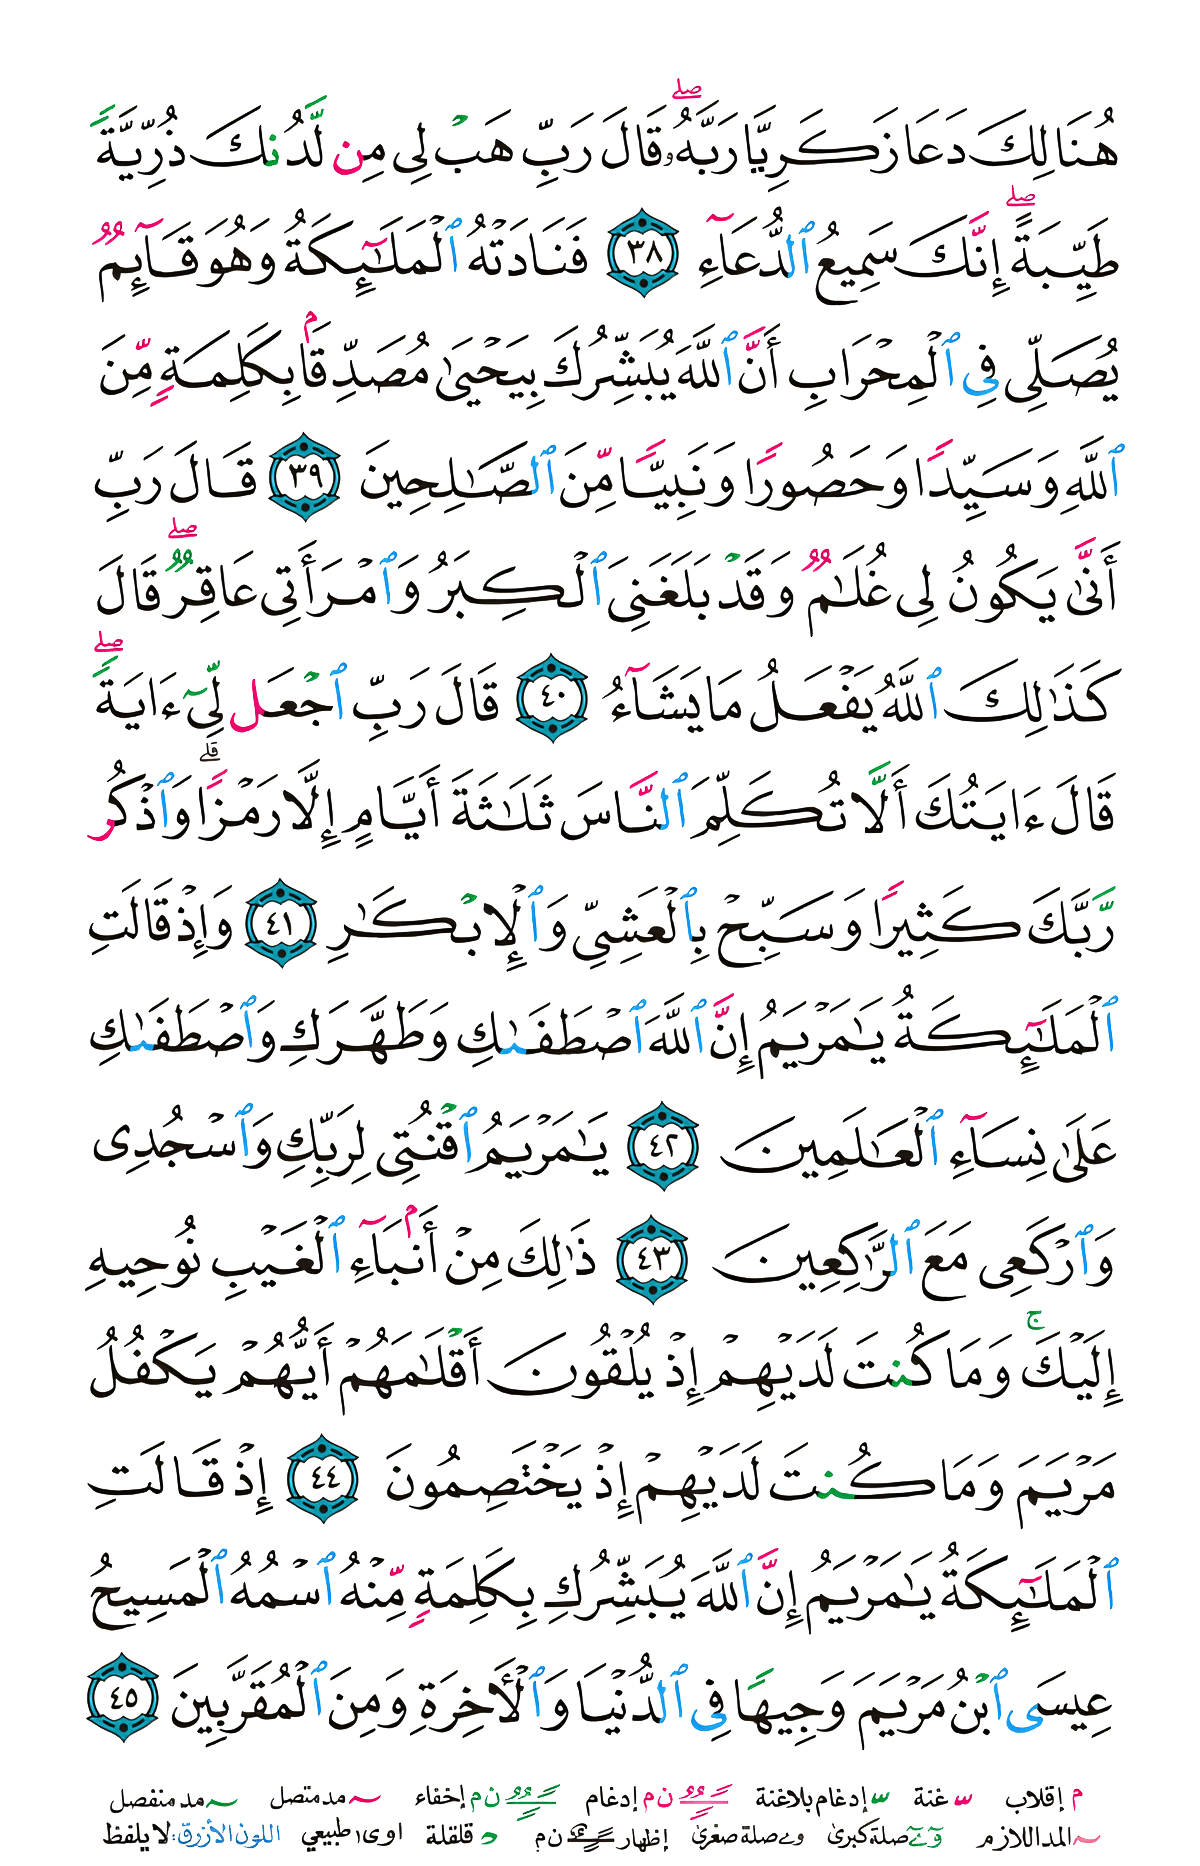 هُنَالِكَ دَعَا زَكَرِيَّا رَبَّهُۥۖ قَالَ رَبِّ هَبْ لِى مِن لَّدُنكَ ذُرِّيَّةً
طَيِّبَةًۖ إِنَّكَ سَمِيعُ ٱلدُّعَآءِ ٣٨ فَنَادَتْهُ ٱلْمَلَـٰٓئِكَةُ وَهُوَ قَآئِمٌ
يُصَلِّى فِى ٱلْمِحْرَابِ أَنَّ ٱللَّهَ يُبَشِّرُكَ بِيَحْيَىٰ مُصَدِّقَۢا بِكَلِمَةٍ مِّنَ
ٱللَّهِ وَسَيِّدًا وَحَصُورًا وَنَبِيًّا مِّنَ ٱلصَّـٰلِحِينَ ٣٩ قَالَ رَبِّ
أَنَّىٰ يَكُونُ لِى غُلَـٰمٌ وَقَدْ بَلَغَنِىَ ٱلْكِبَرُ وَٱمْرَأَتِى عَاقِرٌۖ قَالَ
كَذَٰلِكَ ٱللَّهُ يَفْعَلُ مَا يَشَآءُ ٤٠ قَالَ رَبِّ ٱجْعَل لِّىٓ ءَايَةًۖ
قَالَ ءَايَتُكَ أَلَّا تُكَلِّمَ ٱلنَّاسَ ثَلَـٰثَةَ أَيَّامٍ إِلَّا رَمْزًاۗ وَٱذْكُر
رَّبَّكَ كَثِيرًا وَسَبِّحْ بِٱلْعَشِىِّ وَٱلْإِبْكَـٰرِ ٤١ وَإِذْ قَالَتِ
ٱلْمَلَـٰٓئِكَةُ يَـٰمَرْيَمُ إِنَّ ٱللَّهَ ٱصْطَفَىٰكِ وَطَهَّرَكِ وَٱصْطَفَىٰكِ
عَلَىٰ نِسَآءِ ٱلْعَـٰلَمِينَ ٤٢ يَـٰمَرْيَمُ ٱقْنُتِى لِرَبِّكِ وَٱسْجُدِى
وَٱرْكَعِى مَعَ ٱلرَّٰكِعِينَ ٤٣ ذَٰلِكَ مِنْ أَنۢبَآءِ ٱلْغَيْبِ نُوحِيهِ
إِلَيْكَۚ وَمَا كُنتَ لَدَيْهِمْ إِذْ يُلْقُونَ أَقْلَـٰمَهُمْ أَيُّهُمْ يَكْفُلُ
مَرْيَمَ وَمَا كُنتَ لَدَيْهِمْ إِذْ يَخْتَصِمُونَ ٤٤ إِذْ قَالَتِ
ٱلْمَلَـٰٓئِكَةُ يَـٰمَرْيَمُ إِنَّ ٱللَّهَ يُبَشِّرُكِ بِكَلِمَةٍ مِّنْهُ ٱسْمُهُ ٱلْمَسِيحُ
عِيسَى ٱبْنُ مَرْيَمَ وَجِيهًا فِى ٱلدُّنْيَا وَٱلْـَٔاخِرَةِ وَمِنَ ٱلْمُقَرَّبِينَ ٤٥
م إقلاب غنة إدغام بلاغنة ن م إدغام ن م إخفاء مد متصل مد منفصل
المد اللازم صلة كبرى و ے صلة صغرى إظهار ن م قلقلة ا و ى طبيعي اللون الأزرق: لا يلفظ